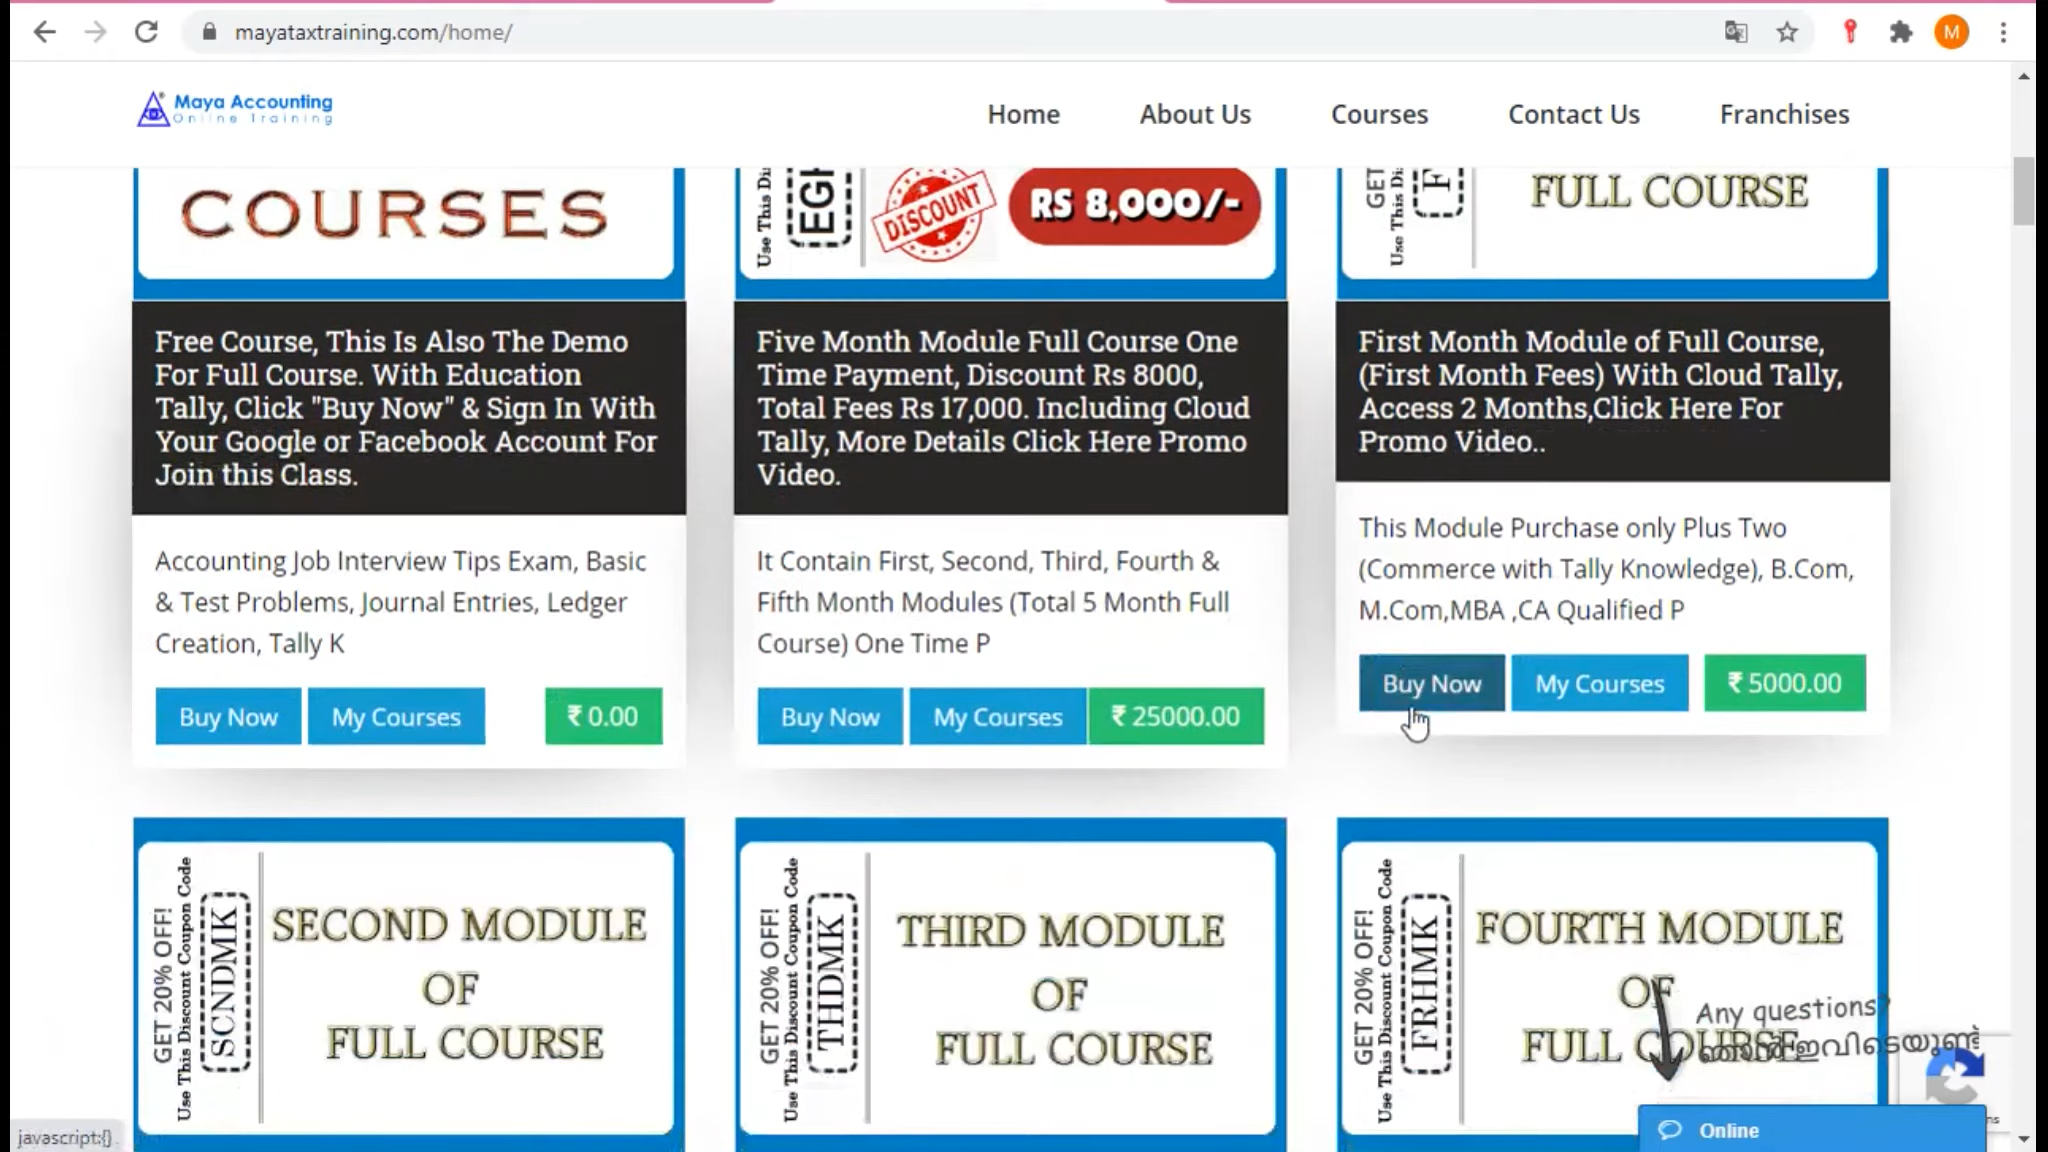 mayataxtraining.com/home/
M
Maya Accounting
Online Training
Home
About Us
Courses
Contact Us
Franchises
COURSES
Use This Di
EGH
DISCOUNT
RS 8,000/-
GET
Use This Dis
F
FULL COURSE
Free Course, This Is Also The Demo
For Full Course. With Education
Tally, Click "Buy Now" & Sign In With
Your Google or Facebook Account For
Join this Class.
Accounting Job Interview Tips Exam, Basic
& Test Problems, Journal Entries, Ledger
Creation, Tally K
Buy Now
My Courses
₹ 0.00
Five Month Module Full Course One
Time Payment, Discount Rs 8000,
Total Fees Rs 17,000. Including Cloud
Tally, More Details Click Here Promo
Video.
It Contain First, Second, Third, Fourth &
Fifth Month Modules (Total 5 Month Full
Course) One Time P
Buy Now
My Courses
₹ 25000.00
First Month Module of Full Course,
(First Month Fees) With Cloud Tally,
Access 2 Months,Click Here For
Promo Video..
This Module Purchase only Plus Two
(Commerce with Tally Knowledge), B.Com,
M.Com,MBA ,CA Qualified P
Buy Now
My Courses
₹ 5000.00
GET 20% OFF!
Use This Discount Coupon Code
SCNDMK
SECOND MODULE
OF
FULL COURSE
GET 20% OFF!
Use This Discount Coupon Code
THDMK
THIRD MODULE
OF
FULL COURSE
GET 20% OFF!
Use This Discount Coupon Code
FRHMK
FOURTH MODULE
OF
FULL COURSE
Any questions?
ഞാൻ ഇവിടെയുണ്ട്
Online
javascript:{}